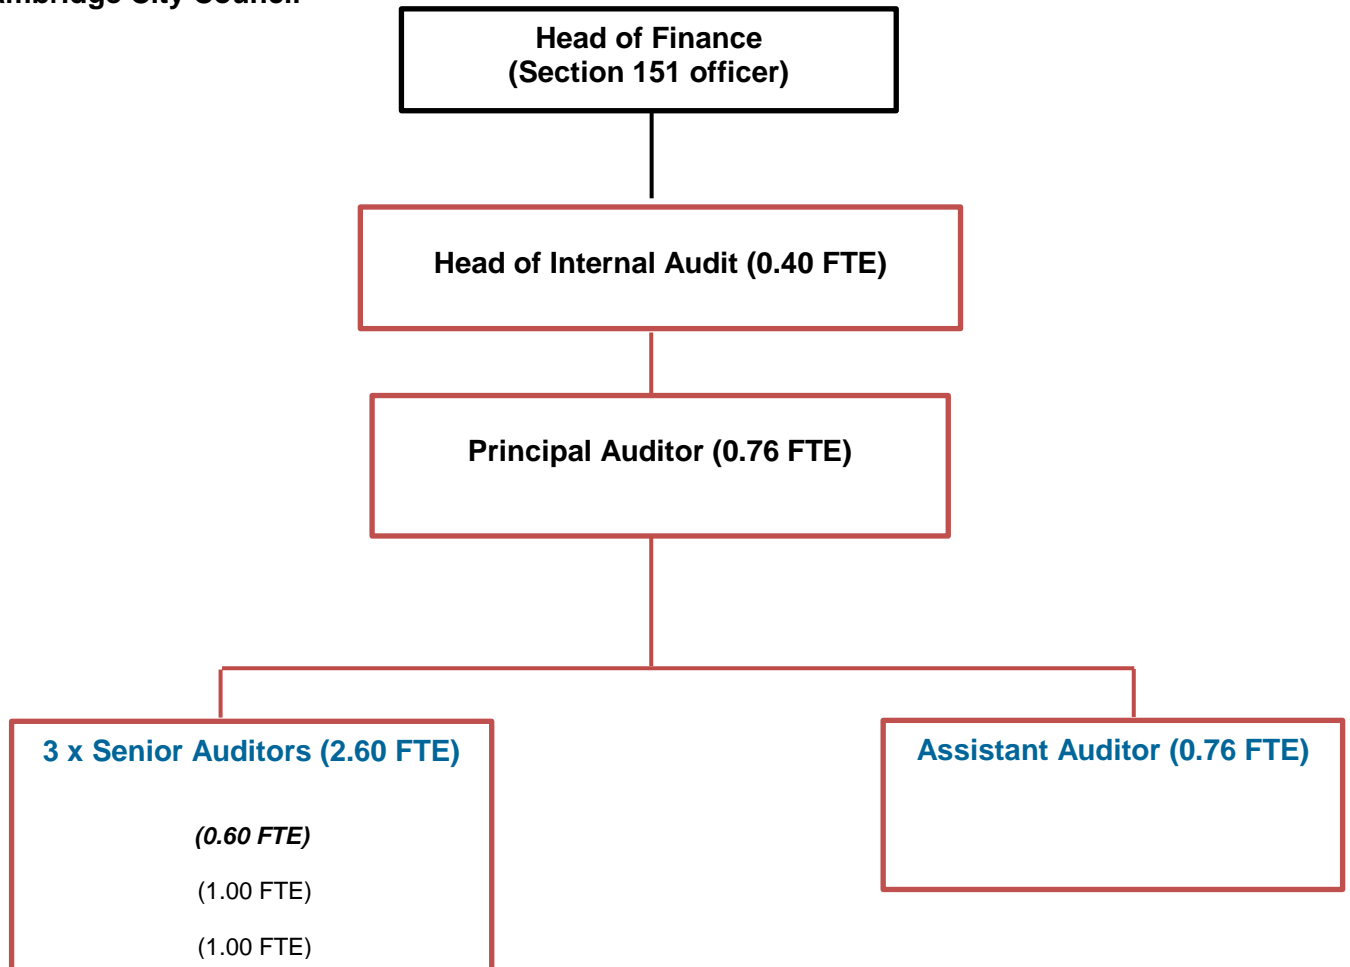 Head of Finance
(Section 151 officer)
Head of Internal Audit (0.40 FTE)
Principal Auditor (0.76 FTE)
3 x Senior Auditors (2.60 FTE)
(0.60 FTE)
(1.00 FTE)
(1.00 FTE)
Assistant Auditor (0.76 FTE)